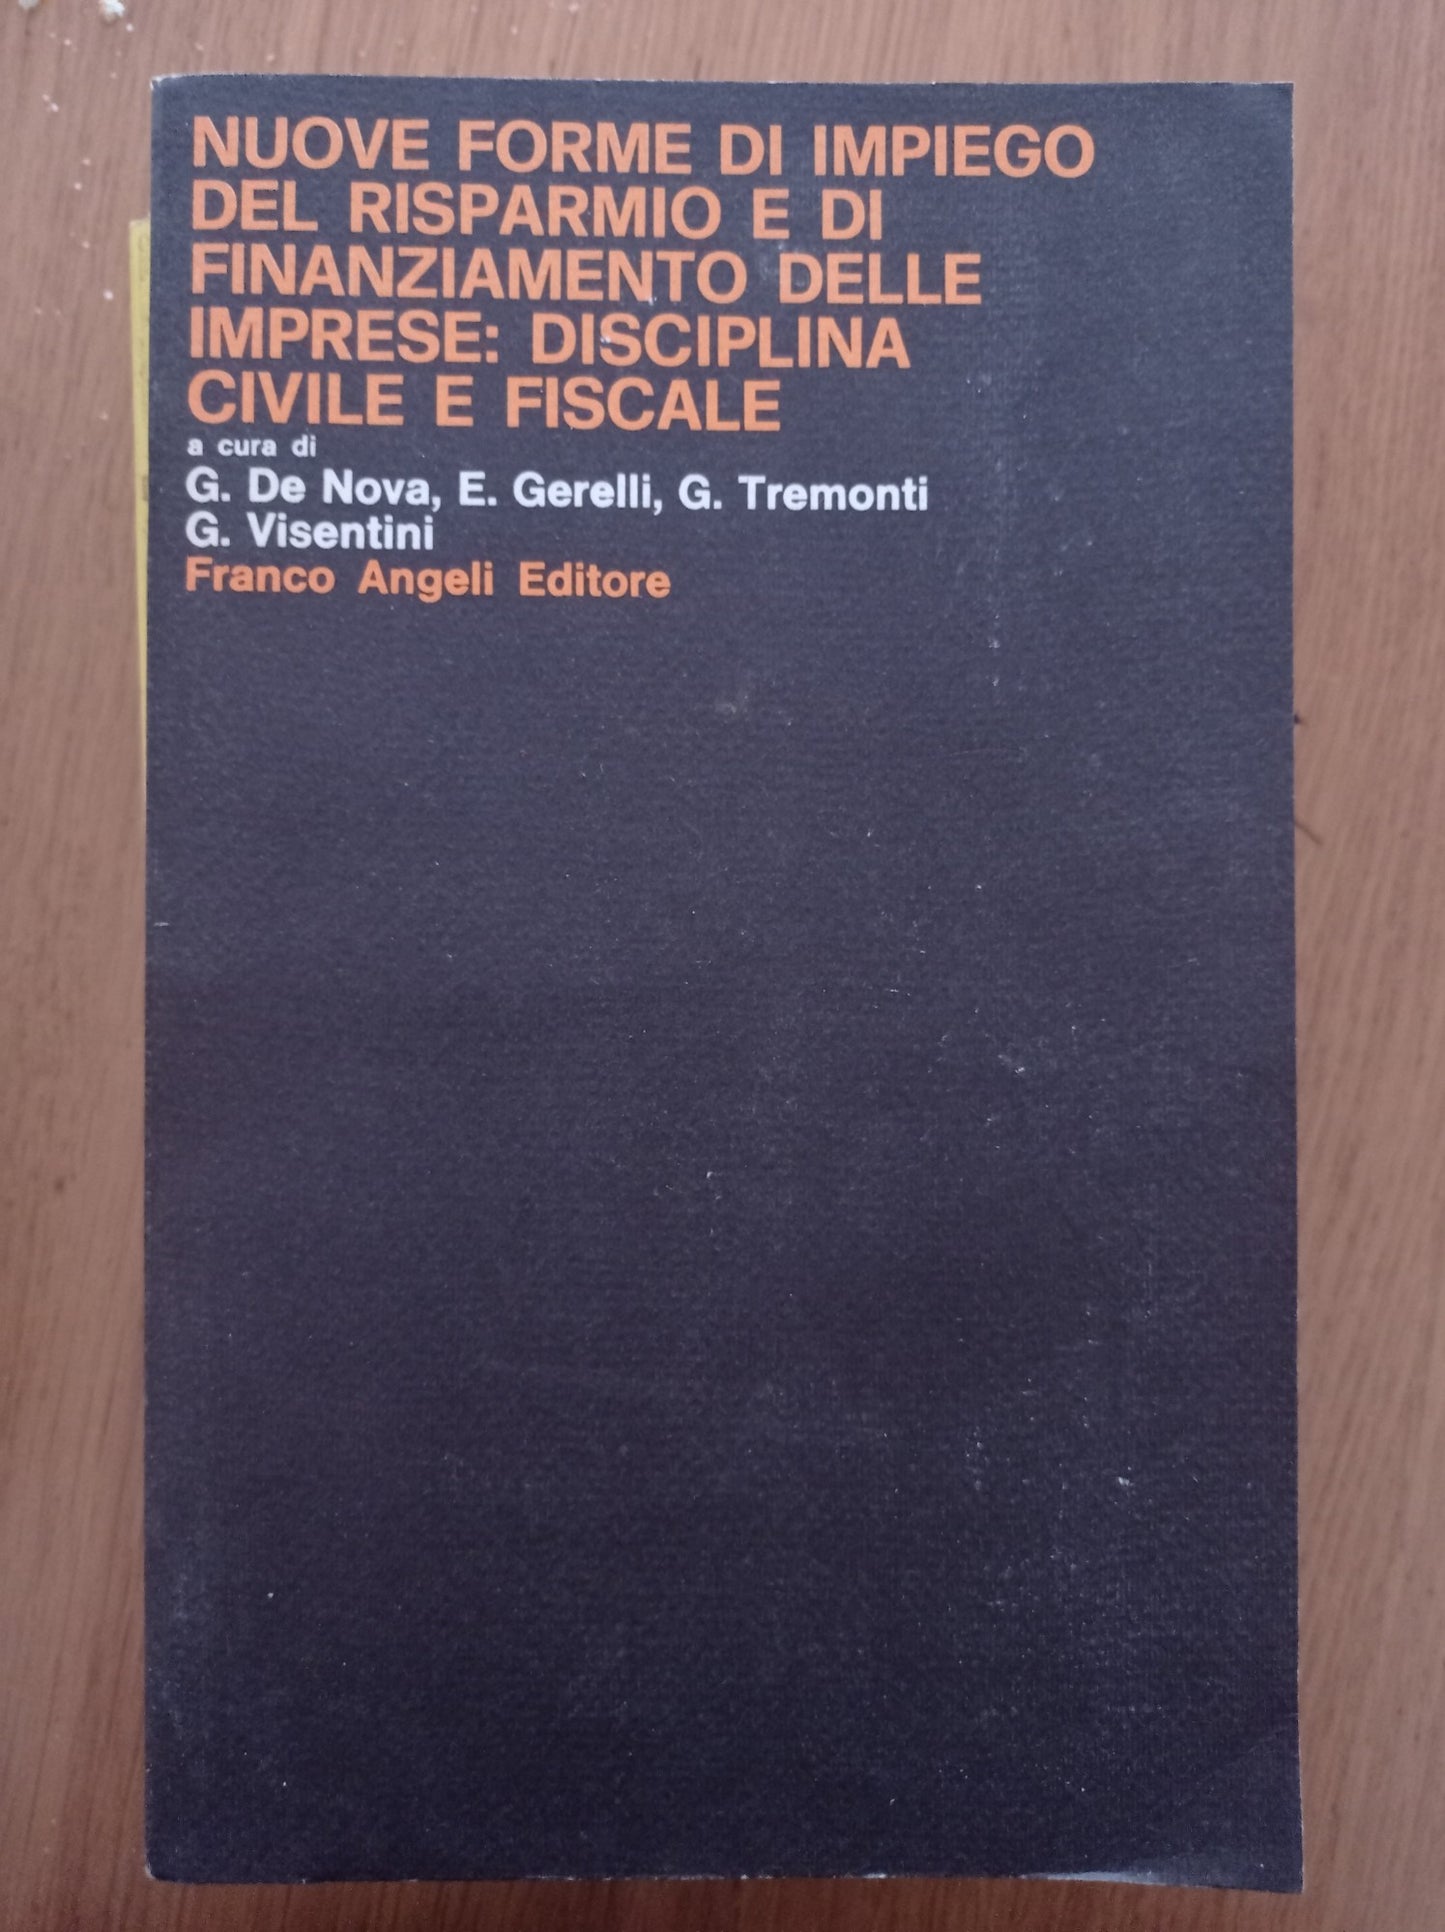 NUOVE FORME DI IMPIEGO
DEL RISPARMIO E DI
FINANZIAMENTO DELLE
IMPRESE: DISCIPLINA
CIVILE E FISCALE
a cura di
G. De Nova, E. Gerelli, G. Tremonti
G. Visentini
Franco Angeli Editore